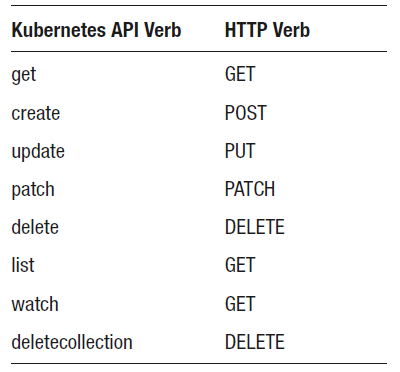 Kubernetes API Verb HTTP Verb
get GET
create POST
update PUT
patch PATCH
delete DELETE
list GET
watch GET
deletecollection DELETE